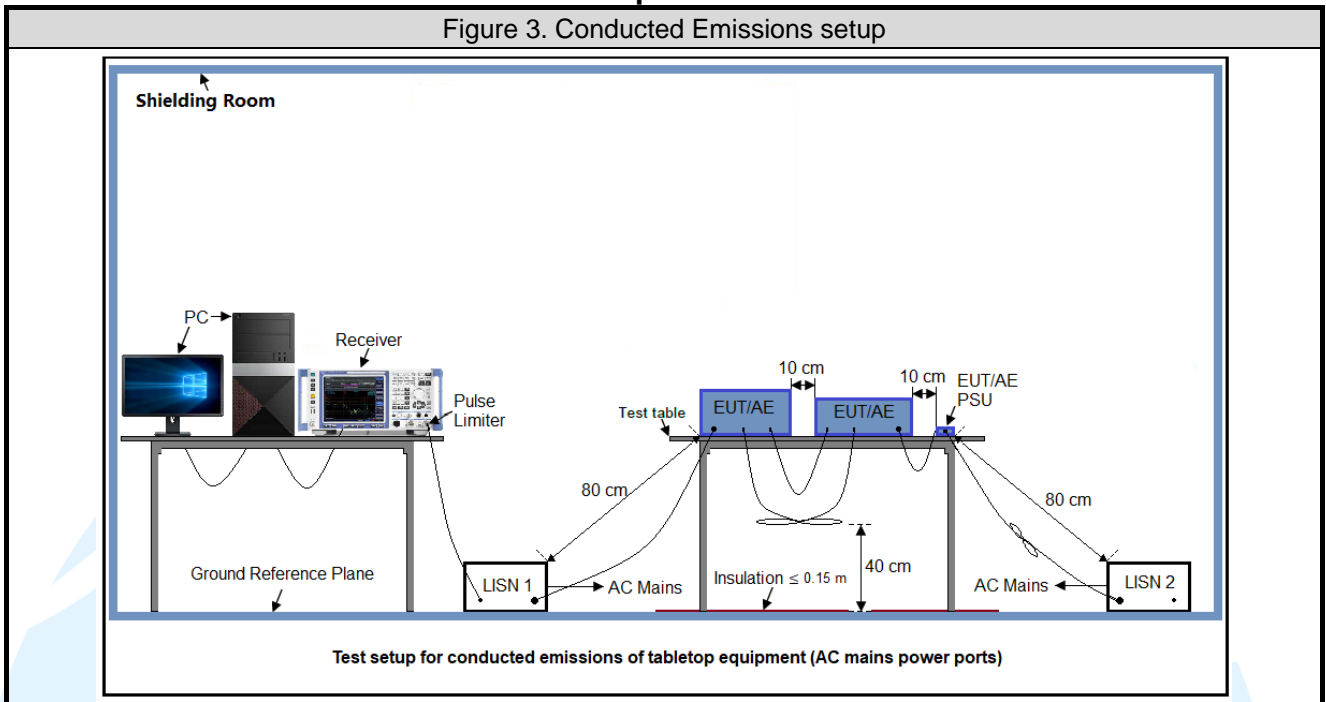 Figure 3. Conducted Emissions setup
Shielding Room
PC
Receiver
Pulse
Limiter
10 cm
10 cm
EUT/AE
PSU
EUT/AE
EUT/AE
Test table
80 cm
80 cm
40 cm
Ground Reference Plane
LISN 1
AC Mains
Insulation ≤ 0.15 m
AC Mains
LISN 2
Test setup for conducted emissions of tabletop equipment (AC mains power ports)